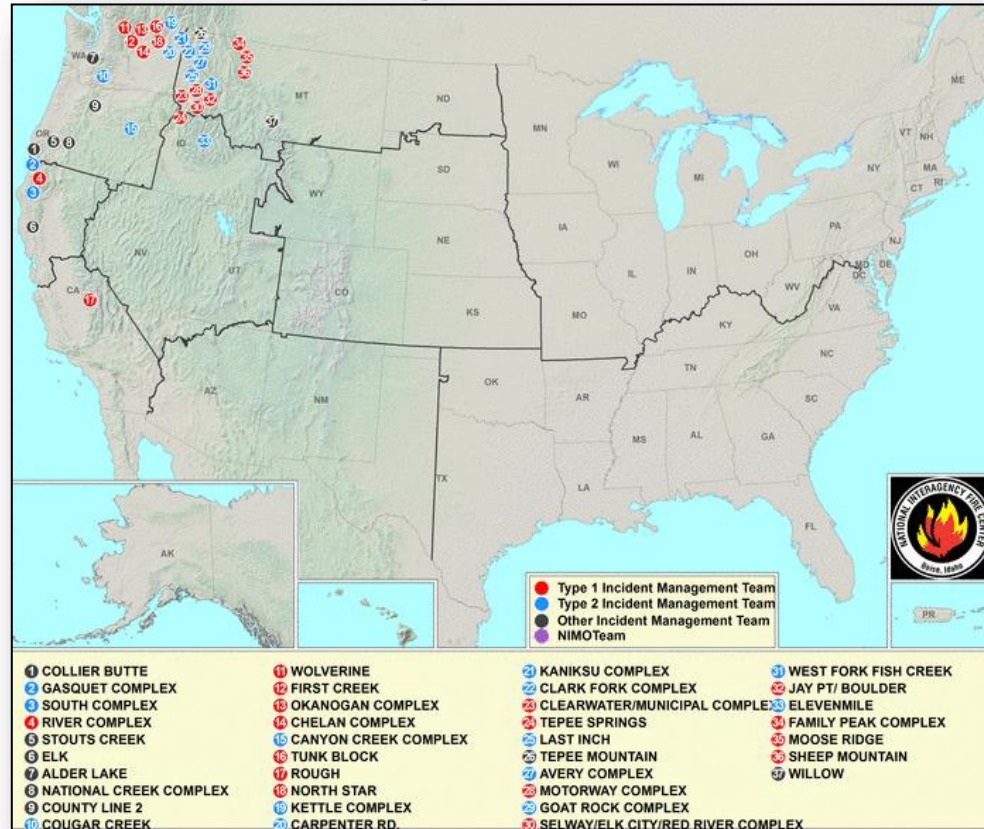 WA
MT
ND
MN
ME
VT
NH
OR
ID
SD
WI
MI
NY
MA
CT
RI
WY
IA
PA
NJ
NV
NE
OH
MD
DE
DC
UT
IL
IN
WV
CA
CO
VA
KS
MO
KY
NC
TN
AZ
NM
OK
AR
SC
MS
AL
GA
TX
LA
FL
AK
PR
NATIONAL INTERAGENCY FIRE CENTER
Boise, Idaho
Type 1 Incident Management Team
Type 2 Incident Management Team
Other Incident Management Team
NIMOTeam
1 COLLIER BUTTE
2 GASQUET COMPLEX
3 SOUTH COMPLEX
4 RIVER COMPLEX
5 STOUTS CREEK
6 ELK
7 ALDER LAKE
8 NATIONAL CREEK COMPLEX
9 COUNTY LINE 2
10 COUGAR CREEK
11 WOLVERINE
12 FIRST CREEK
13 OKANOGAN COMPLEX
14 CHELAN COMPLEX
15 CANYON CREEK COMPLEX
16 TUNK BLOCK
17 ROUGH
18 NORTH STAR
19 KETTLE COMPLEX
20 CARPENTER RD.
21 KANIKSU COMPLEX
22 CLARK FORK COMPLEX
23 CLEARWATER/MUNICIPAL COMPLEX
24 TEPEE SPRINGS
25 LAST INCH
26 TEPEE MOUNTAIN
27 AVERY COMPLEX
28 MOTORWAY COMPLEX
29 GOAT ROCK COMPLEX
30 SELWAY/ELK CITY/RED RIVER COMPLEX
31 WEST FORK FISH CREEK
32 JAY PT/ BOULDER
33 ELEVENMILE
34 FAMILY PEAK COMPLEX
35 MOOSE RIDGE
36 SHEEP MOUNTAIN
37 WILLOW